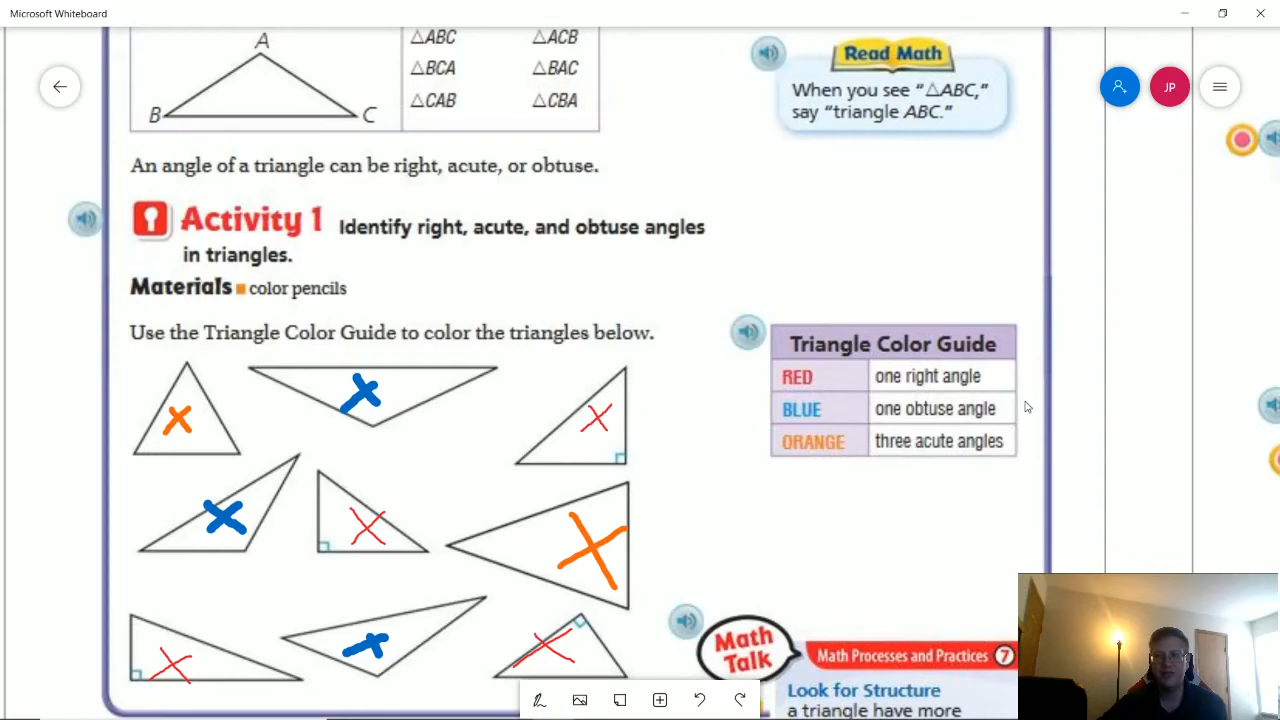 Microsoft Whiteboard
A
B
C
△ABC △ACB
△BCA △BAC
△CAB △CBA
Read Math
When you see “△ABC,”
say “triangle ABC.”
JP
An angle of a triangle can be right, acute, or obtuse.
Activity 1 Identify right, acute, and obtuse angles
in triangles.
Materials ■ color pencils
Use the Triangle Color Guide to color the triangles below.
Triangle Color Guide
RED one right angle
BLUE one obtuse angle
ORANGE three acute angles
Math
Talk
Math Processes and Practices 7
Look for Structure
a triangle have more